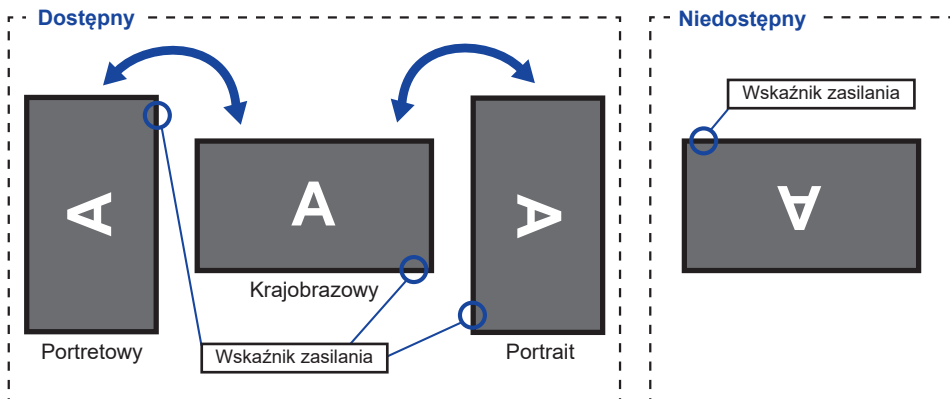 Dostępny
Niedostępny
Wskaźnik zasilania
A
A
A
A
Krajobrazowy
Portretowy
Wskaźnik zasilania
Portrait